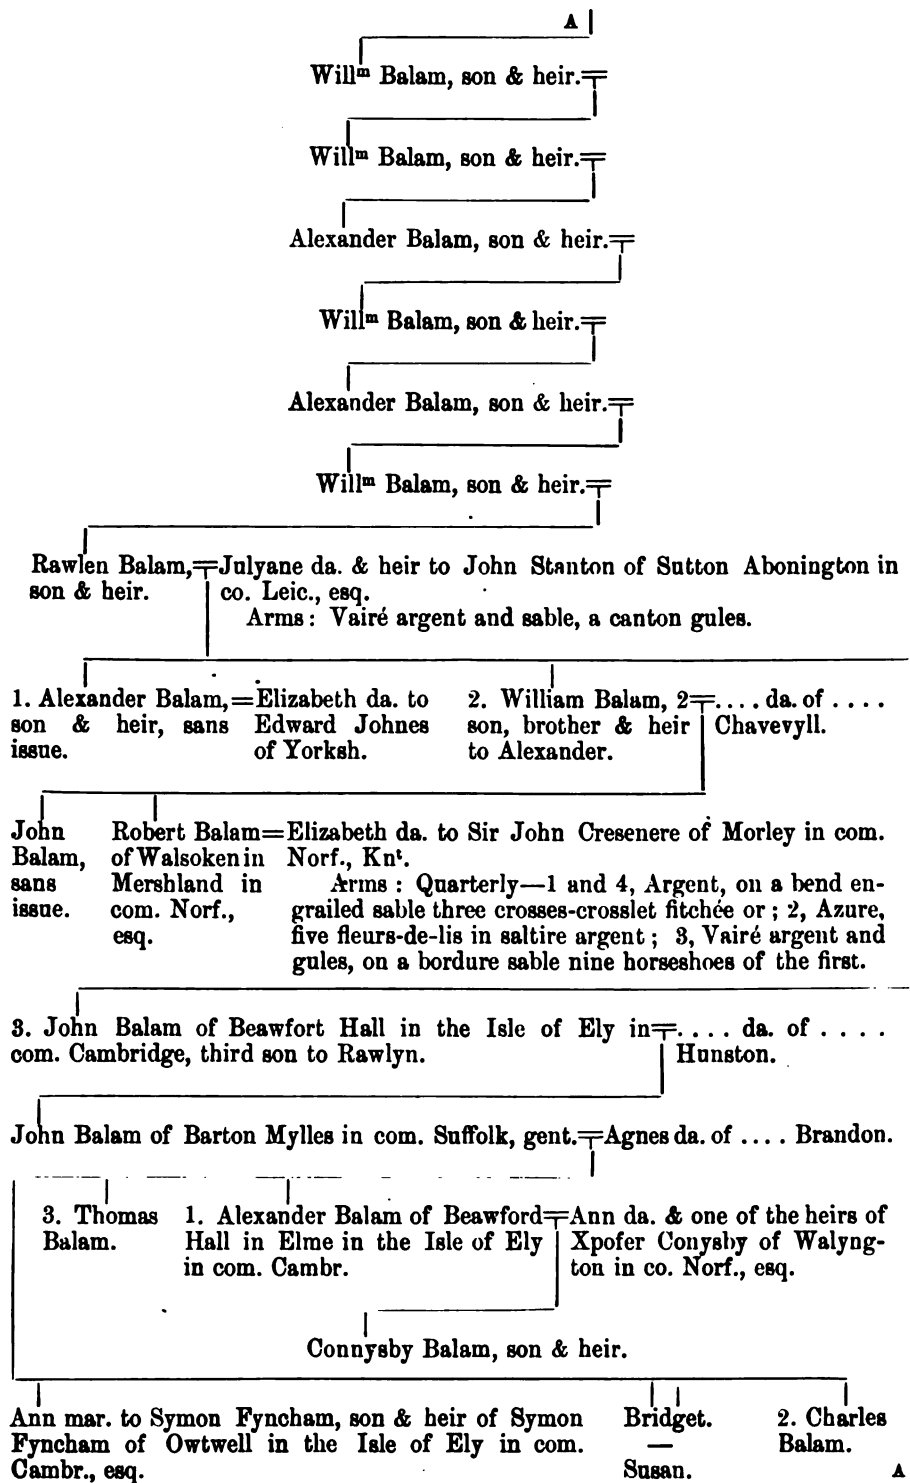 A
Willᵐ Balam, son & heir.
Willᵐ Balam, son & heir.
Alexander Balam, son & heir.
Willᵐ Balam, son & heir.
Alexander Balam, son & heir.
Willᵐ Balam, son & heir.
Rawlen Balam,
son & heir.
Julyane da. & heir to John Stanton of Sutton Abonington in
co. Leic., esq.
Arms: Vairé argent and sable, a canton gules.
1. Alexander Balam,
son & heir, sans
issue.
=Elizabeth da. to
Edward Johnes
of Yorksh.
2. William Balam, 2
son, brother & heir
to Alexander.
.... da. of ....
Chavevyll.
John
Balam,
sans
issue.
Robert Balam
of Walsoken in
Mershland in
com. Norf.,
esq.
=Elizabeth da. to Sir John Cresenere of Morley in com.
Norf., Knᵗ.
Arms: Quarterly—1 and 4, Argent, on a bend en-
grailed sable three crosses-crosslet fitchée or; 2, Azure,
five fleurs-de-lis in saltire argent; 3, Vairé argent and
gules, on a bordure sable nine horseshoes of the first.
3. John Balam of Beawfort Hall in the Isle of Ely in
com. Cambridge, third son to Rawlyn.
.... da. of ....
Hunston.
John Balam of Barton Mylles in com. Suffolk, gent. Agnes da. of .... Brandon.
3. Thomas
Balam.
1. Alexander Balam of Beawford
Hall in Elme in the Isle of Ely
in com. Cambr.
Ann da. & one of the heirs of
Xpofer Conysby of Walyng-
ton in co. Norf., esq.
Connysby Balam, son & heir.
Ann mar. to Symon Fyncham, son & heir of Symon
Fyncham of Owtwell in the Isle of Ely in com.
Cambr., esq.
Bridget.
—
Susan.
2. Charles
Balam.
A